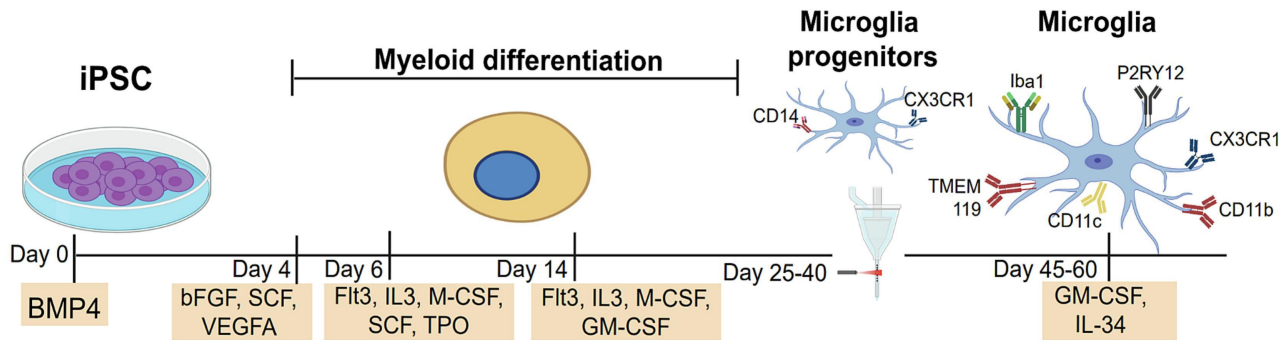 iPSC
Myeloid differentiation
Microglia
progenitors
Microglia
CD14
CX3CR1
Iba1
P2RY12
CX3CR1
TMEM
119
CD11c
CD11b
Day 0
Day 4
Day 6
Day 14
Day 25-40
Day 45-60
BMP4
bFGF, SCF,
VEGFA
Flt3, IL3, M-CSF,
SCF, TPO
Flt3, IL3, M-CSF,
GM-CSF
GM-CSF,
IL-34